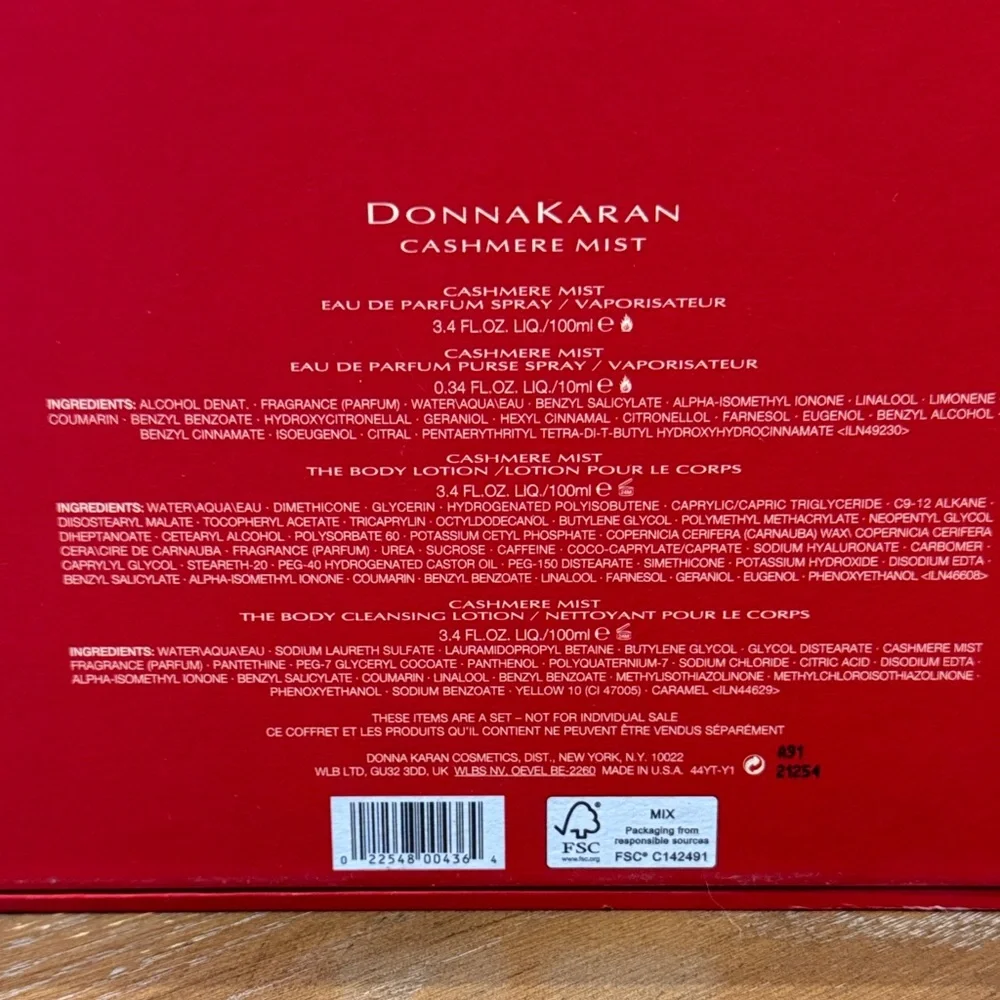 DONNAKARAN
CASHMERE MIST
CASHMERE MIST
EAU DE PARFUM SPRAY / VAPORISATEUR
3.4 FL.OZ. LIQ./100ml ℮
CASHMERE MIST
EAU DE PARFUM PURSE SPRAY / VAPORISATEUR
0.34 FL.OZ. LIQ./10ml ℮
INGREDIENTS: ALCOHOL DENAT. · FRAGRANCE (PARFUM) · WATER\AQUA\EAU · BENZYL SALICYLATE · ALPHA-ISOMETHYL IONONE · LINALOOL · LIMONENE
COUMARIN · BENZYL BENZOATE · HYDROXYCITRONELLAL · GERANIOL · HEXYL CINNAMAL · CITRONELLOL · FARNESOL · EUGENOL · BENZYL ALCOHOL
BENZYL CINNAMATE · ISOEUGENOL · CITRAL · PENTAERYTHRITYL TETRA-DI-T-BUTYL HYDROXYHYDROCINNAMATE <ILN49230>
CASHMERE MIST
THE BODY LOTION /LOTION POUR LE CORPS
3.4 FL.OZ. LIQ./100ml ℮
INGREDIENTS: WATER\AQUA\EAU · DIMETHICONE · GLYCERIN · HYDROGENATED POLYISOBUTENE · CAPRYLIC/CAPRIC TRIGLYCERIDE · C9-12 ALKANE ·
DIISOSTEARYL MALATE · TOCOPHERYL ACETATE · TRICAPRYLIN · OCTYLDODECANOL · BUTYLENE GLYCOL · POLYMETHYL METHACRYLATE · NEOPENTYL GLYCOL
DIHEPTANOATE · CETEARYL ALCOHOL · POLYSORBATE 60 · POTASSIUM CETYL PHOSPHATE · COPERNICIA CERIFERA (CARNAUBA) WAX\ COPERNICIA CERIFERA
CERA\CIRE DE CARNAUBA · FRAGRANCE (PARFUM) · UREA · SUCROSE · CAFFEINE · COCO-CAPRYLATE/CAPRATE · SODIUM HYALURONATE · CARBOMER ·
CAPRYLYL GLYCOL · STEARETH-20 · PEG-40 HYDROGENATED CASTOR OIL · PEG-150 DISTEARATE · SIMETHICONE · POTASSIUM HYDROXIDE · DISODIUM EDTA ·
BENZYL SALICYLATE · ALPHA-ISOMETHYL IONONE · COUMARIN · BENZYL BENZOATE · LINALOOL · FARNESOL · GERANIOL · EUGENOL · PHENOXYETHANOL <ILN46608>
CASHMERE MIST
THE BODY CLEANSING LOTION / NETTOYANT POUR LE CORPS
3.4 FL.OZ. LIQ./100ml ℮
INGREDIENTS: WATER\AQUA\EAU · SODIUM LAURETH SULFATE · LAURAMIDOPROPYL BETAINE · BUTYLENE GLYCOL · GLYCOL DISTEARATE · CASHMERE MIST
FRAGRANCE (PARFUM) · PANTETHINE · PEG-7 GLYCERYL COCOATE · PANTHENOL · POLYQUATERNIUM-7 · SODIUM CHLORIDE · CITRIC ACID · DISODIUM EDTA ·
ALPHA-ISOMETHYL IONONE · BENZYL SALICYLATE · COUMARIN · LINALOOL · BENZYL BENZOATE · METHYLISOTHIAZOLINONE · METHYLCHLOROISOTHIAZOLINONE ·
PHENOXYETHANOL · SODIUM BENZOATE · YELLOW 10 (CI 47005) · CARAMEL <ILN44629>
THESE ITEMS ARE A SET – NOT FOR INDIVIDUAL SALE
CE COFFRET ET LES PRODUITS QU'IL CONTIENT NE PEUVENT ÊTRE VENDUS SÉPARÉMENT
DONNA KARAN COSMETICS, DIST., NEW YORK, N.Y. 10022
WLB LTD, GU32 3DD, UK WLBS NV, OEVEL BE-2260 MADE IN U.S.A. 44YT-Y1
A91
21254
0 22548 00436 4
FSC
www.fsc.org
MIX
Packaging from
responsible sources
FSC® C142491